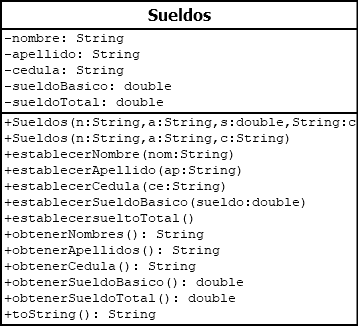 Sueldos
-nombre: String
-apellido: String
-cedula: String
-sueldoBasico: double
-sueldoTotal: double
+Sueldos(n:String,a:String,s:double,String:c
+Sueldos(n:String,a:String,c:String)
+establecerNombre(nom:String)
+establecerApellido(ap:String)
+establecerCedula(ce:String)
+establecerSueldoBasico(sueldo:double)
+establecersueltoTotal()
+obtenerNombres(): String
+obtenerApellidos(): String
+obtenerCedula(): String
+obtenerSueldoBasico(): double
+obtenerSueldoTotal(): double
+toString(): String